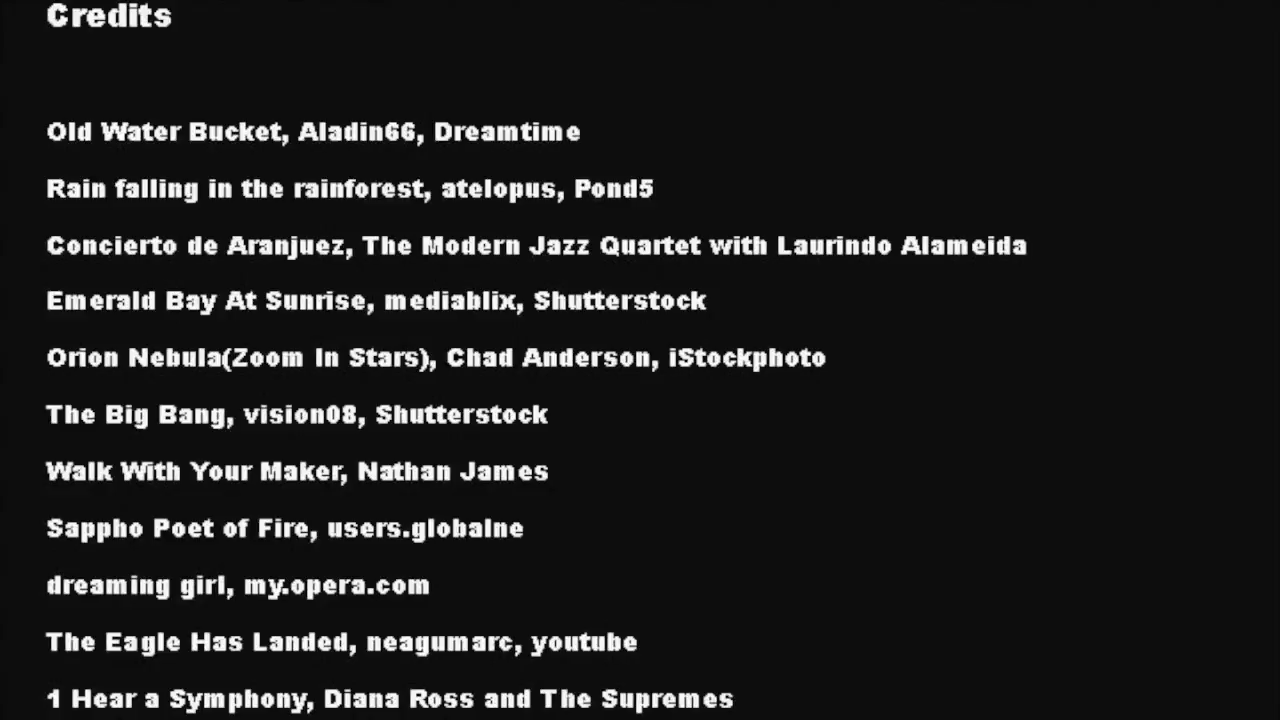 Credits
Old Water Bucket, Aladin66, Dreamtime
Rain falling in the rainforest, atelopus, Pond5
Concierto de Aranjuez, The Modern Jazz Quartet with Laurindo Alameida
Emerald Bay At Sunrise, mediablix, Shutterstock
Orion Nebula(Zoom In Stars), Chad Anderson, iStockphoto
The Big Bang, vision08, Shutterstock
Walk With Your Maker, Nathan James
Sappho Poet of Fire, users.globalne
dreaming girl, my.opera.com
The Eagle Has Landed, neagumarc, youtube
1 Hear a Symphony, Diana Ross and The Supremes